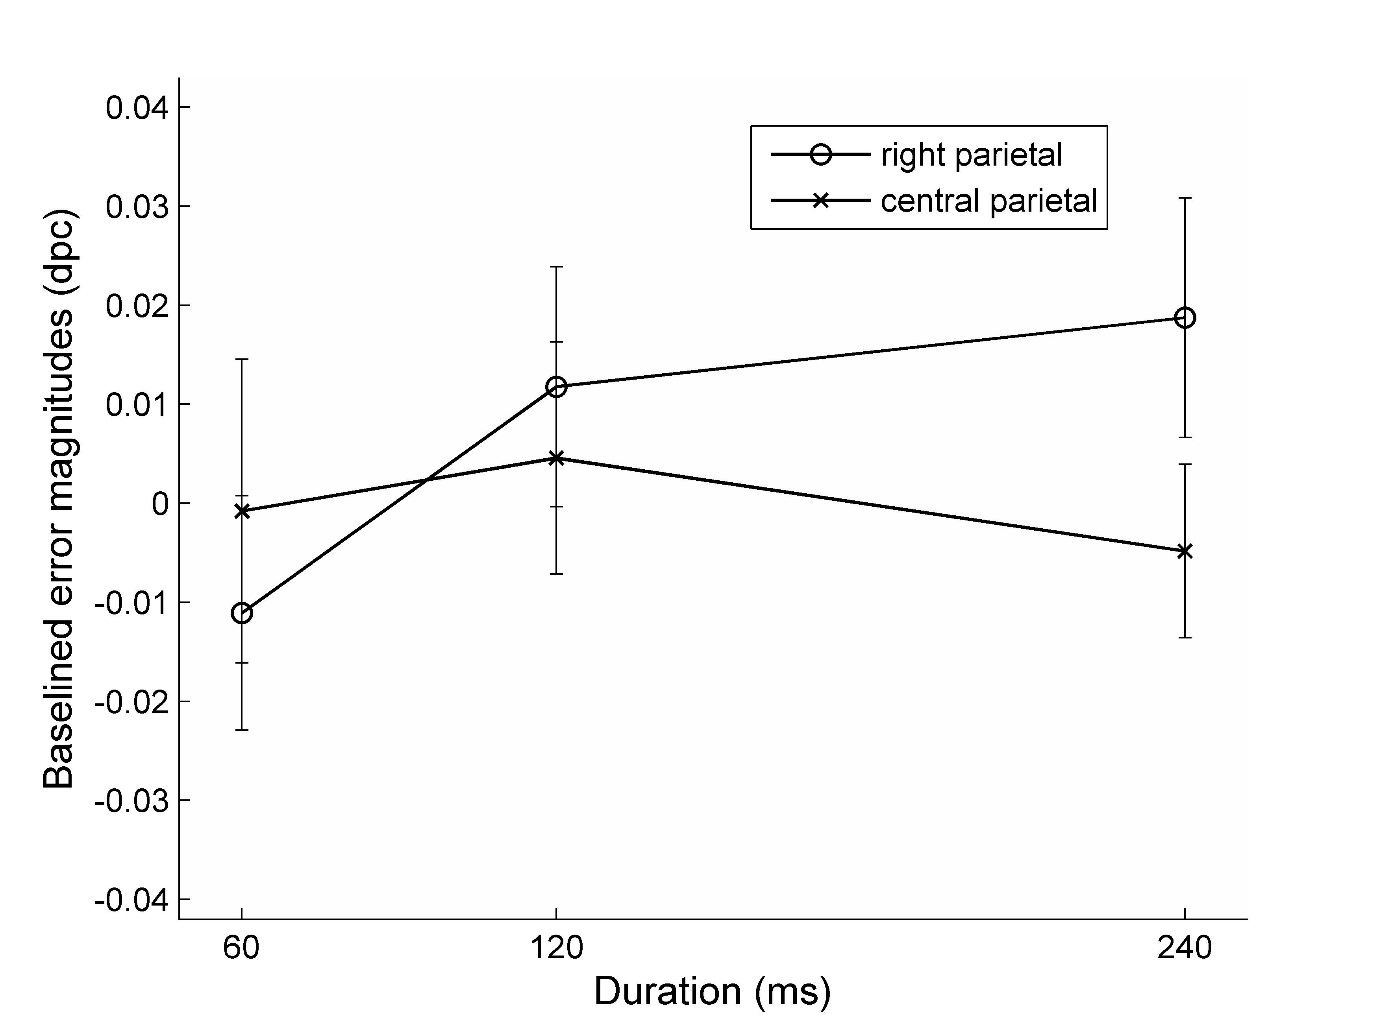 0.04
0.03
0.02
0.01
0
-0.01
-0.02
-0.03
-0.04
Baselined error magnitudes (dpc)
right parietal
central parietal
60 120 240
Duration (ms)